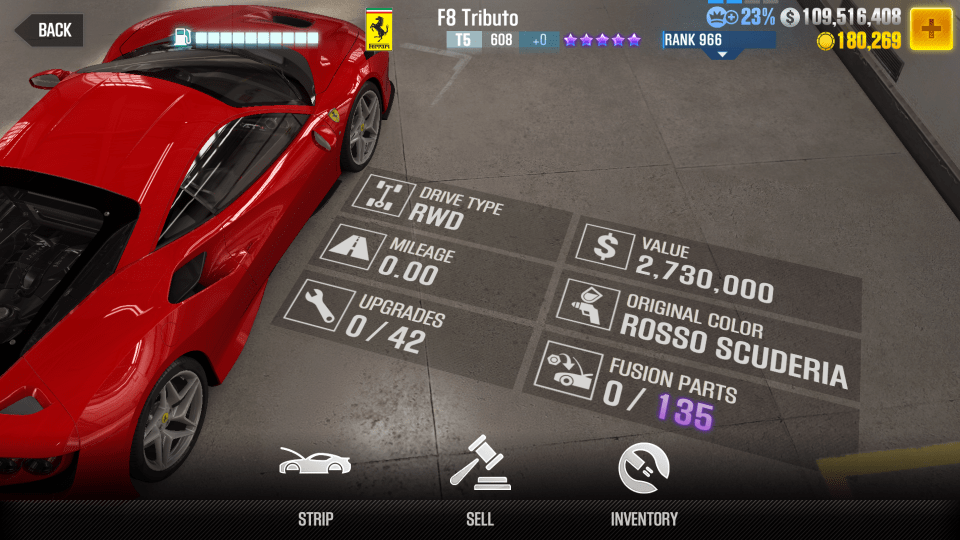 BACK
Ferrari
F8 Tributo
T5 608 +0
RANK 966
23%
$ 109,516,408
180,269
DRIVE TYPE
RWD
MILEAGE
0.00
UPGRADES
0 / 42
$ VALUE
2,730,000
ORIGINAL COLOR
ROSSO SCUDERIA
FUSION PARTS
0 / 135
STRIP
SELL
INVENTORY